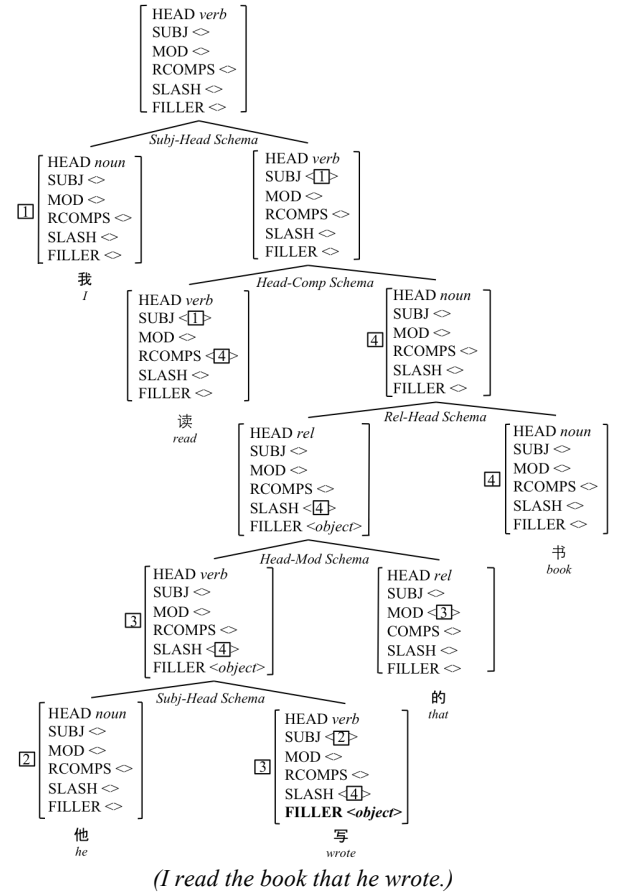 HEAD verb
SUBJ <>
MOD <>
RCOMPS <>
SLASH <>
FILLER <>
Subj-Head Schema
1
HEAD noun
SUBJ <>
MOD <>
RCOMPS <>
SLASH <>
FILLER <>
我
I
HEAD verb
SUBJ <1>
MOD <>
RCOMPS <>
SLASH <>
FILLER <>
Head-Comp Schema
HEAD verb
SUBJ <1>
MOD <>
RCOMPS <4>
SLASH <>
FILLER <>
读
read
4
HEAD noun
SUBJ <>
MOD <>
RCOMPS <>
SLASH <>
FILLER <>
Rel-Head Schema
HEAD rel
SUBJ <>
MOD <>
RCOMPS <>
SLASH <4>
FILLER <object>
4
HEAD noun
SUBJ <>
MOD <>
RCOMPS <>
SLASH <>
FILLER <>
书
book
Head-Mod Schema
3
HEAD verb
SUBJ <>
MOD <>
RCOMPS <>
SLASH <4>
FILLER <object>
HEAD rel
SUBJ <>
MOD <3>
COMPS <>
SLASH <>
FILLER <>
的
that
Subj-Head Schema
2
HEAD noun
SUBJ <>
MOD <>
RCOMPS <>
SLASH <>
FILLER <>
他
he
3
HEAD verb
SUBJ <2>
MOD <>
RCOMPS <>
SLASH <4>
FILLER <object>
写
wrote
(I read the book that he wrote.)